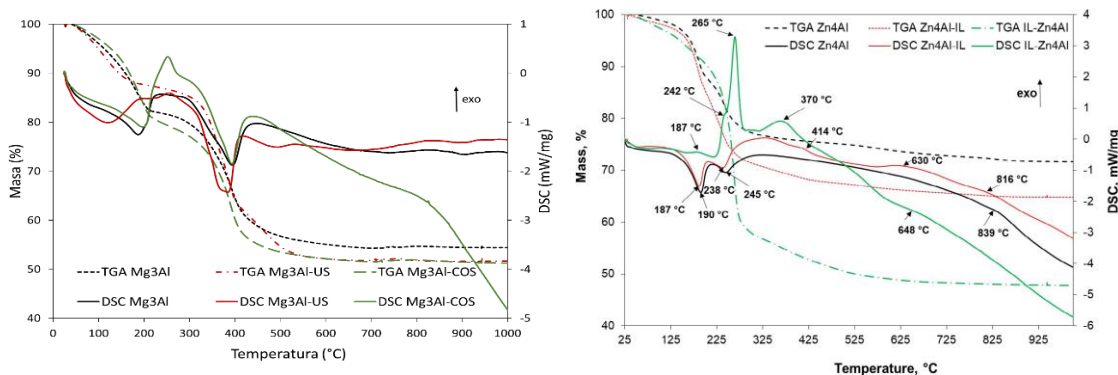 100
90
80
70
60
50
40
Masa (%)
1
0
-1
-2
-3
-4
-5
DSC (mW/mg)
exo
TGA Mg3Al TGA Mg3Al-US TGA Mg3Al-COS
DSC Mg3Al DSC Mg3Al-US DSC Mg3Al-COS
0 100 200 300 400 500 600 700 800 900 1000
Temperatura (°C)
100
90
80
70
60
50
40
Mass, %
4
3
2
1
0
-1
-2
-3
-4
-5
-6
DSC, mW/mg
265 °C
TGA Zn4Al TGA Zn4Al-IL TGA IL-Zn4Al
DSC Zn4Al DSC Zn4Al-IL DSC IL-Zn4Al
exo
242 °C
370 °C
187 °C
414 °C
630 °C
816 °C
238 °C
245 °C
187 °C
190 °C
648 °C
839 °C
25 125 225 325 425 525 625 725 825 925
Temperature, °C